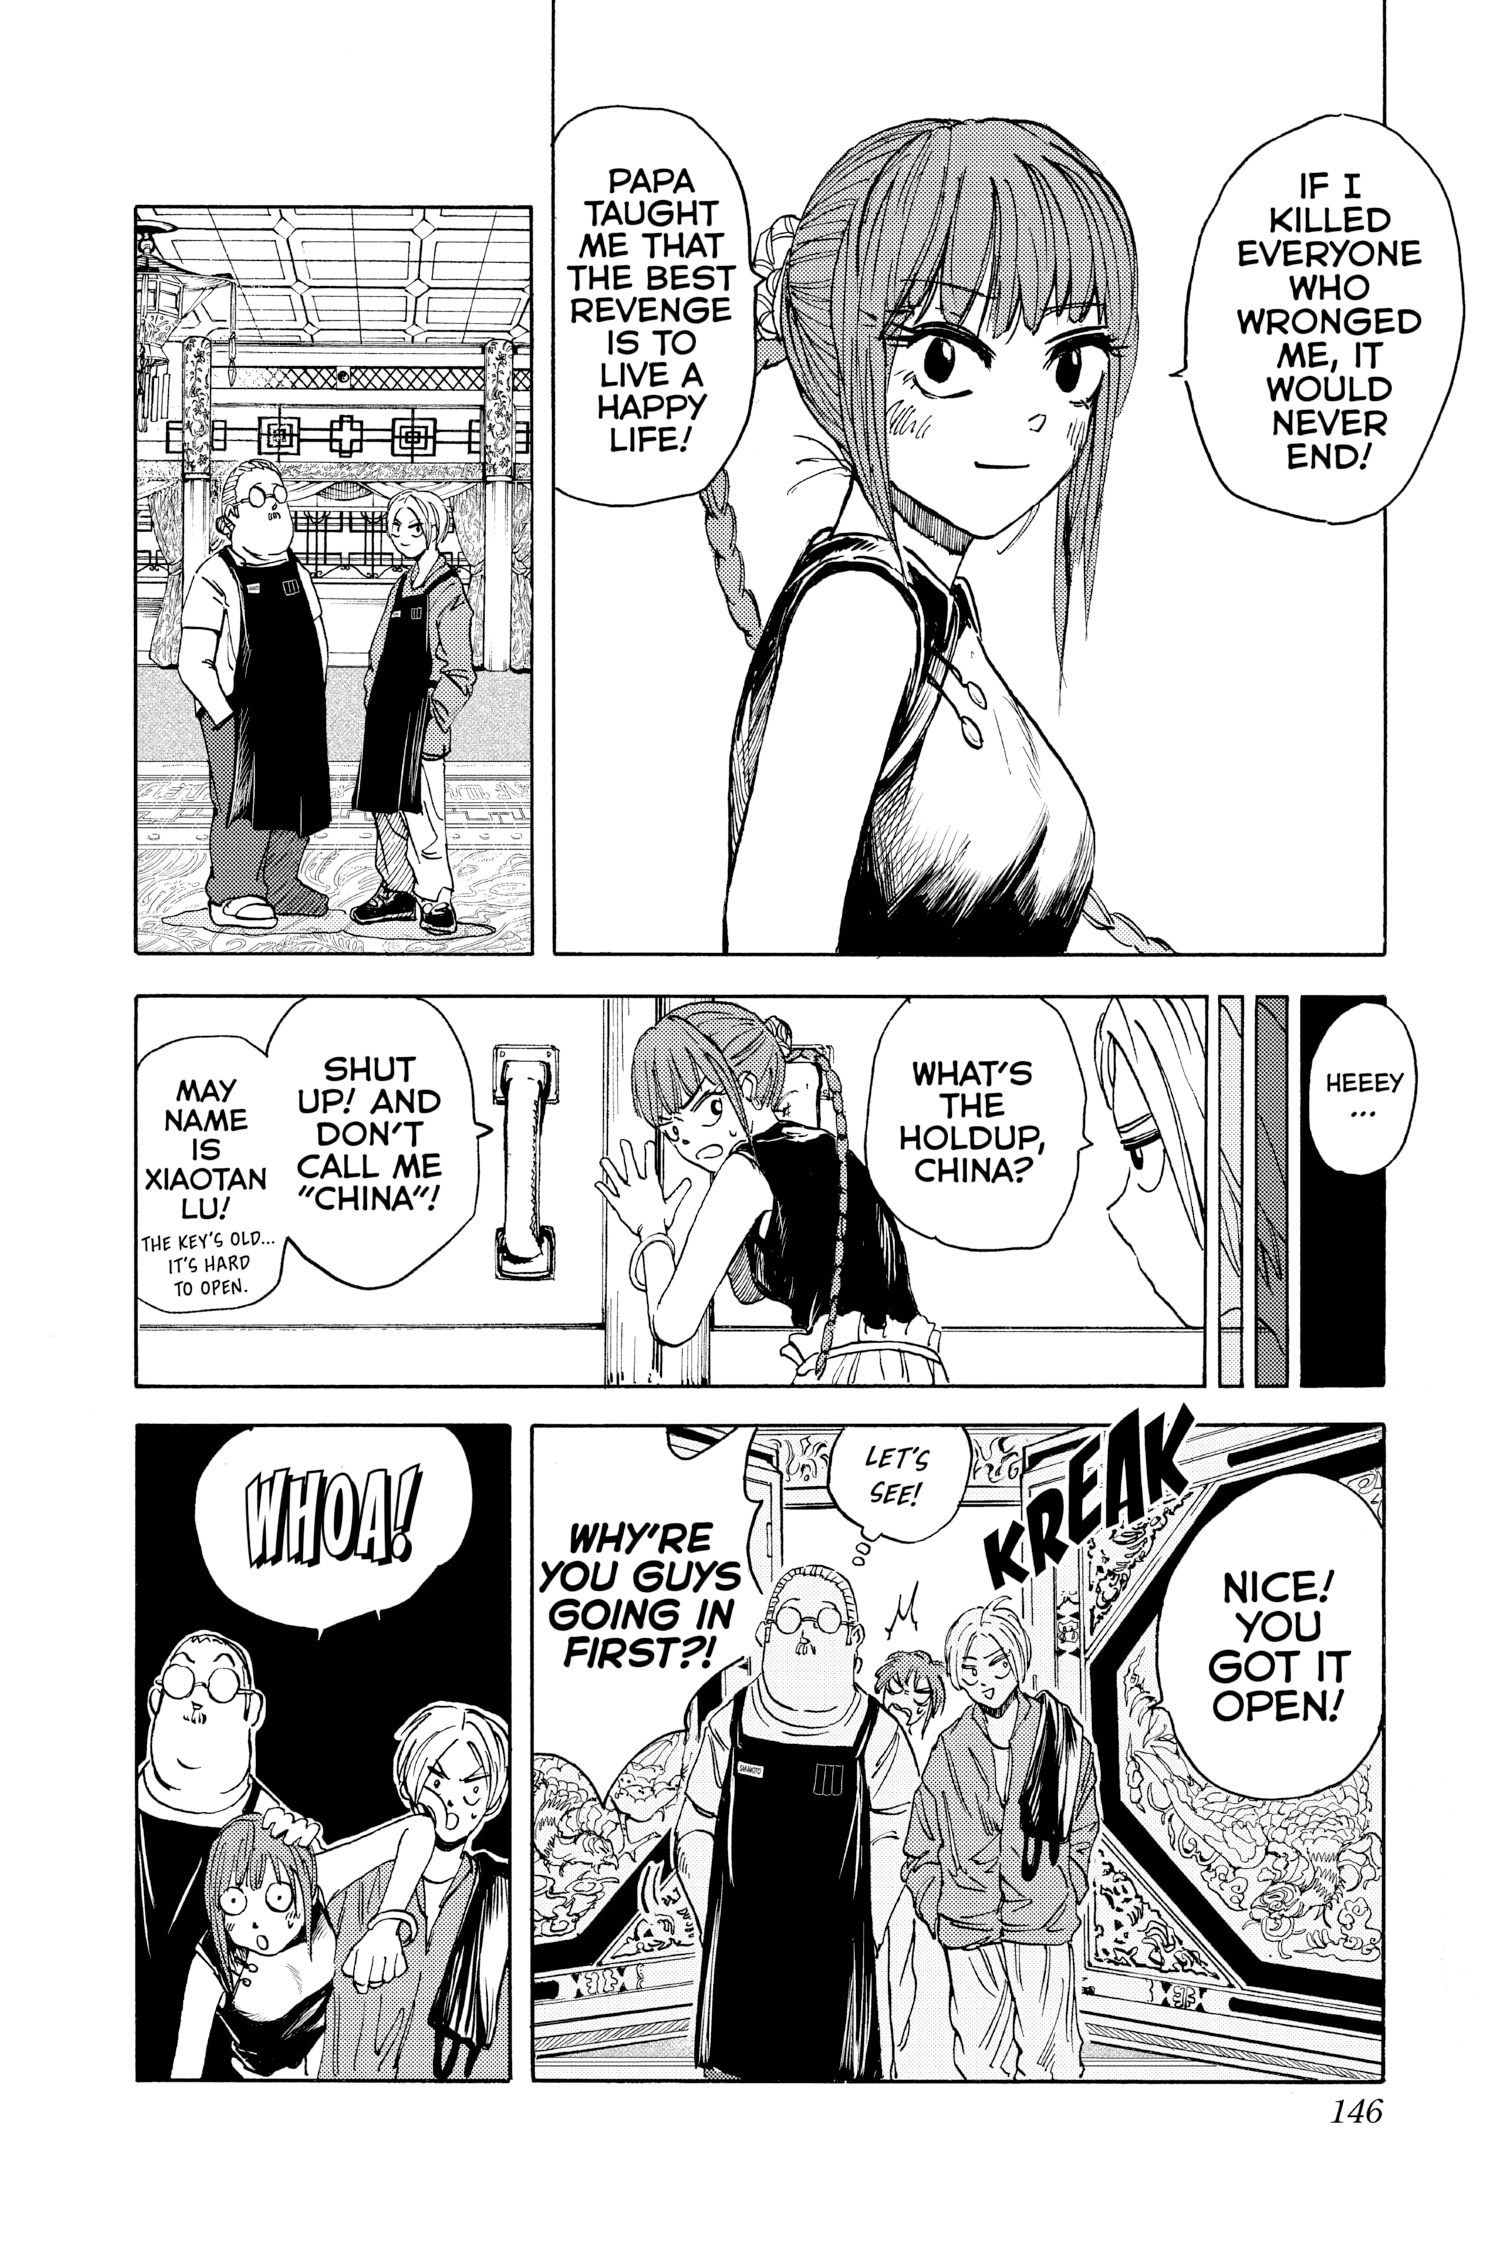 IF I
KILLED
EVERYONE
WHO
WRONGED
ME, IT
WOULD
NEVER
END!
PAPA
TAUGHT
ME THAT
THE BEST
REVENGE
IS TO
LIVE A
HAPPY
LIFE!
HEEEY
...
WHAT'S
THE
HOLDUP,
CHINA?
SHUT
UP! AND
DON'T
CALL ME
"CHINA"!
MAY
NAME
IS
XIAOTAN
LU!
THE KEY'S OLD...
IT'S HARD
TO OPEN.
KREAK
NICE!
YOU
GOT IT
OPEN!
LET'S
SEE!
WHY'RE
YOU GUYS
GOING IN
FIRST?!
SAKAMOTO
WHOA!
146